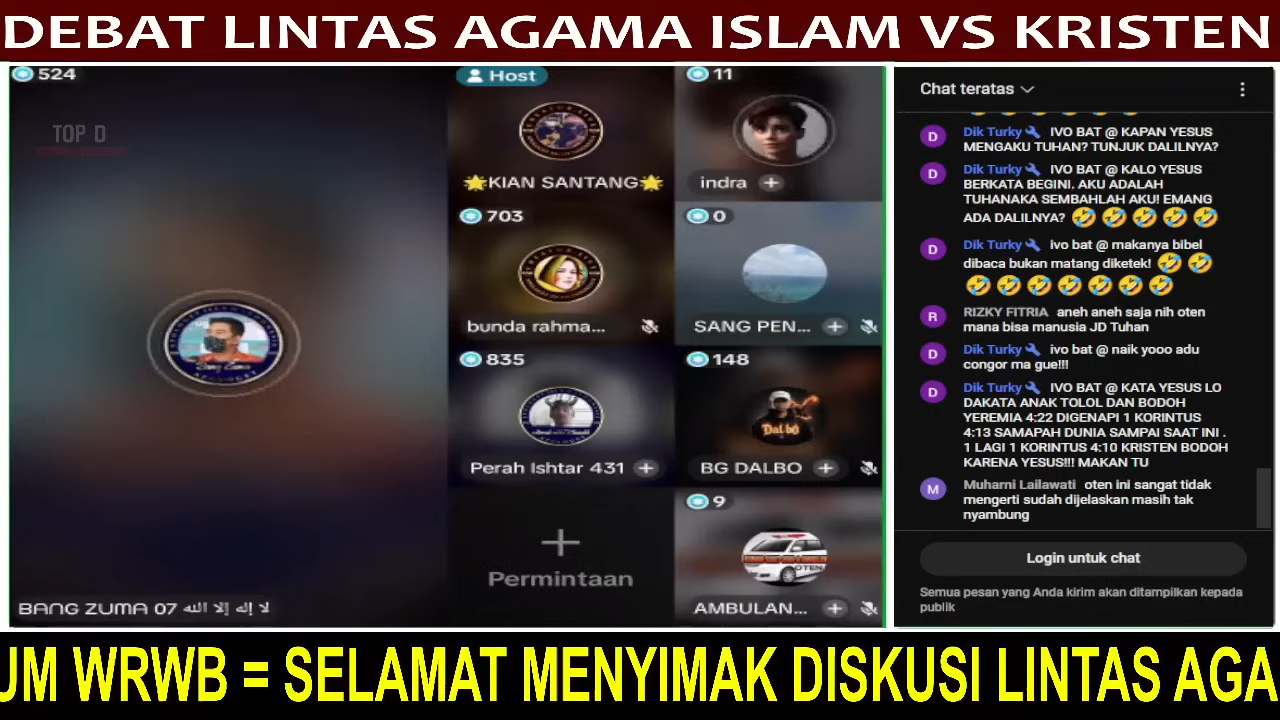 DEBAT LINTAS AGAMA ISLAM VS KRISTEN
524
TOP D
BANG ZUMA 07 لا إله إلا الله
Host
🌟KIAN SANTANG🌟
11
indra +
703
bunda rahma...
0
SANG PEN... +
835
Perah Ishtar 431 +
148
Dalbo
BG DALBO +
+
Permintaan
9
OTEN
AMBULAN... +
Chat teratas
D
Dik Turky🔧 IVO BAT @ KAPAN YESUS
MENGAKU TUHAN? TUNJUK DALILNYA?
D
Dik Turky🔧 IVO BAT @ KALO YESUS
BERKATA BEGINI. AKU ADALAH
TUHANAKA SEMBAHLAH AKU! EMANG
ADA DALILNYA? 🤣🤣🤣🤣🤣
D
Dik Turky🔧 ivo bat @ makanya bibel
dibaca bukan matang diketek! 🤣🤣
🤣🤣🤣🤣🤣🤣🤣
R
RIZKY FITRIA aneh aneh saja nih oten
mana bisa manusia JD Tuhan
D
Dik Turky🔧 ivo bat @ naik yooo adu
congor ma gue!!!
D
Dik Turky🔧 IVO BAT @ KATA YESUS LO
DAKATA ANAK TOLOL DAN BODOH
YEREMIA 4:22 DIGENAPI 1 KORINTUS
4:13 SAMAPAH DUNIA SAMPAI SAAT INI .
1 LAGI 1 KORINTUS 4:10 KRISTEN BODOH
KARENA YESUS!!! MAKAN TU
M
Muharni Lailawati oten ini sangat tidak
mengerti sudah dijelaskan masih tak
nyambung
Login untuk chat
Semua pesan yang Anda kirim akan ditampilkan kepada
publik
UM WRWB = SELAMAT MENYIMAK DISKUSI LINTAS AGA